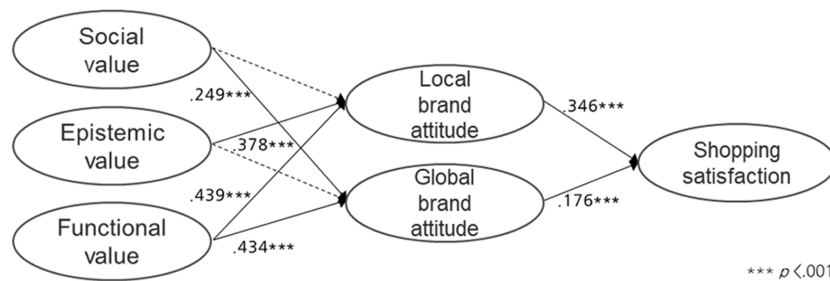 Social
value
Epistemic
value
Functional
value
.249***
.378***
.439***
.434***
Local
brand
attitude
Global
brand
attitude
.346***
.176***
Shopping
satisfaction
*** p<.001